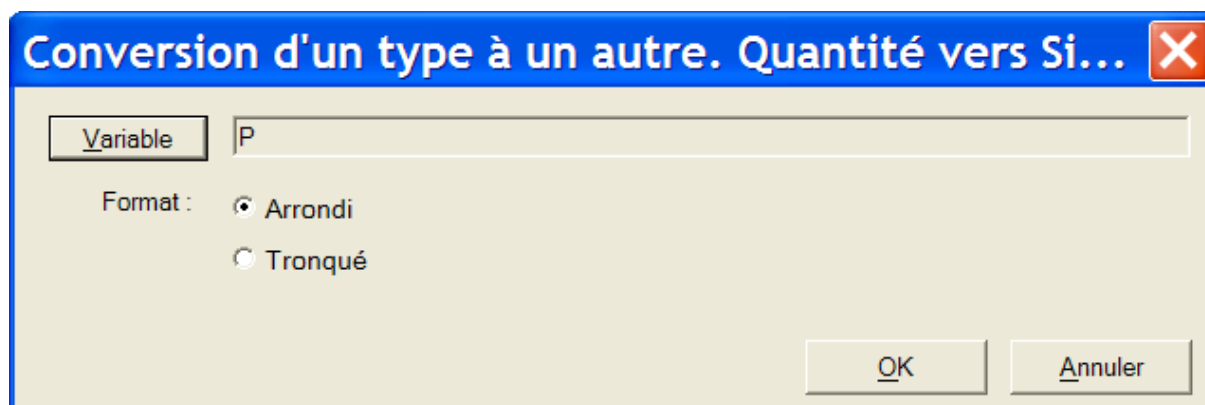 Conversion d'un type à un autre. Quantité vers Si...
Variable P
Format : Arrondi
Tronqué
OK Annuler